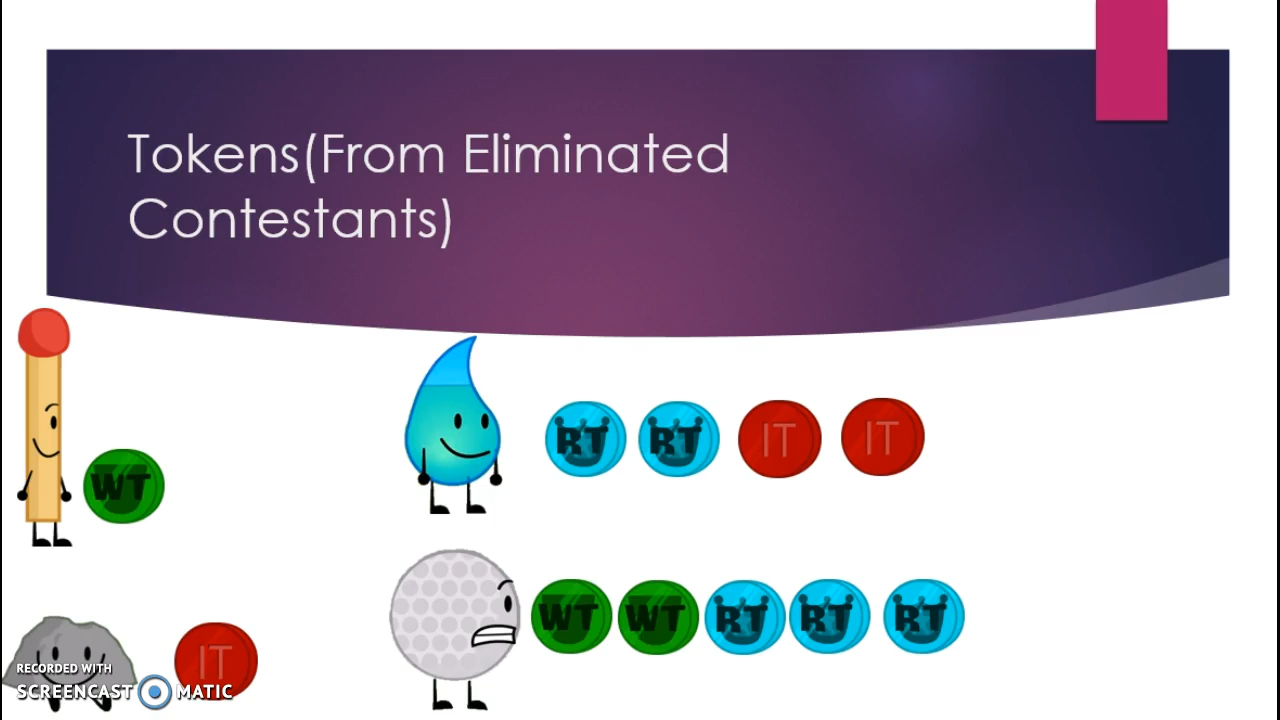 Tokens(From Eliminated
Contestants)
RT RT IT IT
WT
WT WT RT RT RT
IT
RECORDED WITH
SCREENCAST MATIC